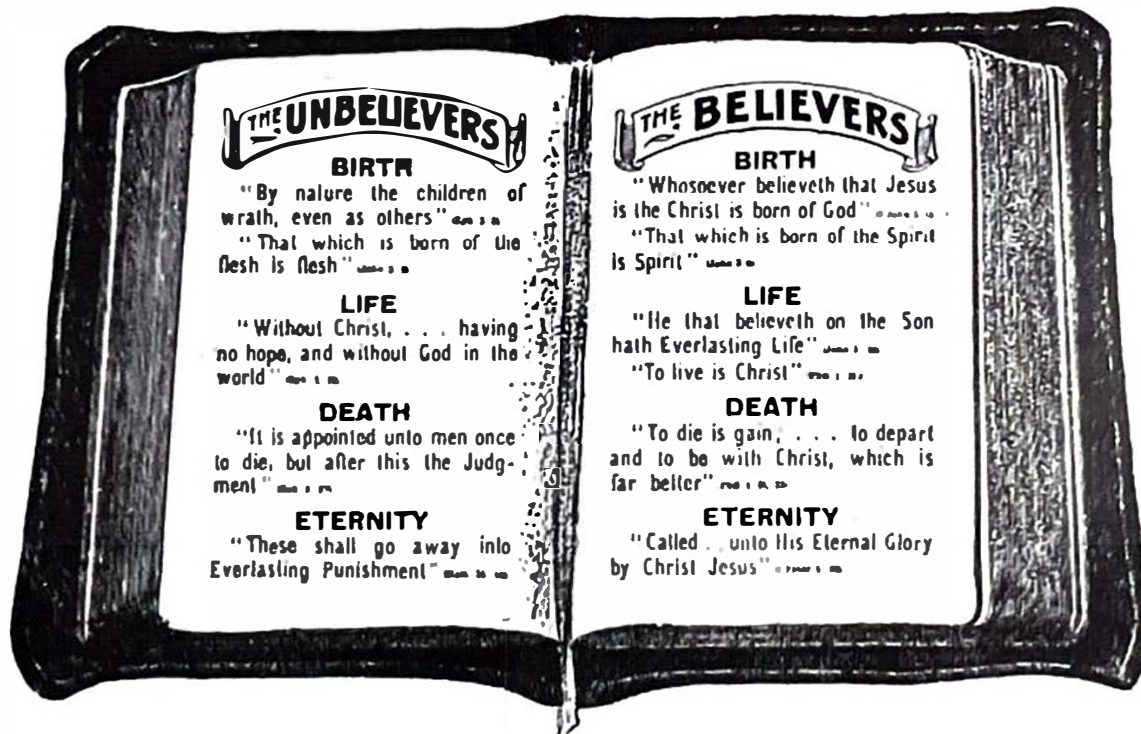 THE UNBELIEVERS
BIRTH
"By nature the children of
wrath, even as others"
"That which is born of the
flesh is flesh"
LIFE
"Without Christ, . . . having
no hope, and without God in the
world"
DEATH
"It is appointed unto men once
to die, but after this the Judg-
ment"
ETERNITY
"These shall go away into
Everlasting Punishment"
THE BELIEVERS
BIRTH
"Whosoever believeth that Jesus
is the Christ is born of God"
"That which is born of the Spirit
is Spirit"
LIFE
"He that believeth on the Son
hath Everlasting Life"
"To live is Christ"
DEATH
"To die is gain, . . . to depart
and to be with Christ, which is
far better"
ETERNITY
"Called . . unto His Eternal Glory
by Christ Jesus"